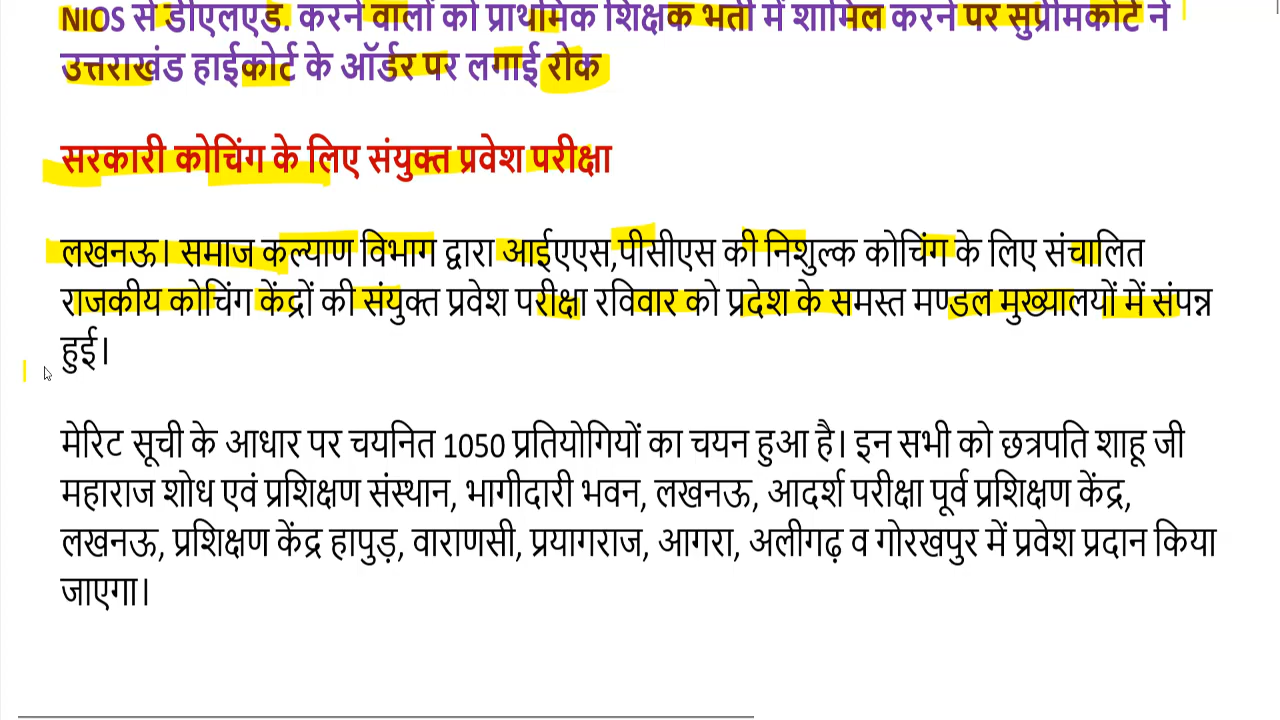 NIOS से डीएलएड. करने वालों को प्राथमिक शिक्षक भर्ती में शामिल करने पर सुप्रीमकोर्ट ने
उत्तराखंड हाईकोर्ट के ऑर्डर पर लगाई रोक
सरकारी कोचिंग के लिए संयुक्त प्रवेश परीक्षा
लखनऊ। समाज कल्याण विभाग द्वारा आईएएस,पीसीएस की निशुल्क कोचिंग के लिए संचालित
राजकीय कोचिंग केंद्रों की संयुक्त प्रवेश परीक्षा रविवार को प्रदेश के समस्त मण्डल मुख्यालयों में संपन्न
हुई।
मेरिट सूची के आधार पर चयनित 1050 प्रतियोगियों का चयन हुआ है। इन सभी को छत्रपति शाहू जी
महाराज शोध एवं प्रशिक्षण संस्थान, भागीदारी भवन, लखनऊ, आदर्श परीक्षा पूर्व प्रशिक्षण केंद्र,
लखनऊ, प्रशिक्षण केंद्र हापुड़, वाराणसी, प्रयागराज, आगरा, अलीगढ़ व गोरखपुर में प्रवेश प्रदान किया
जाएगा।